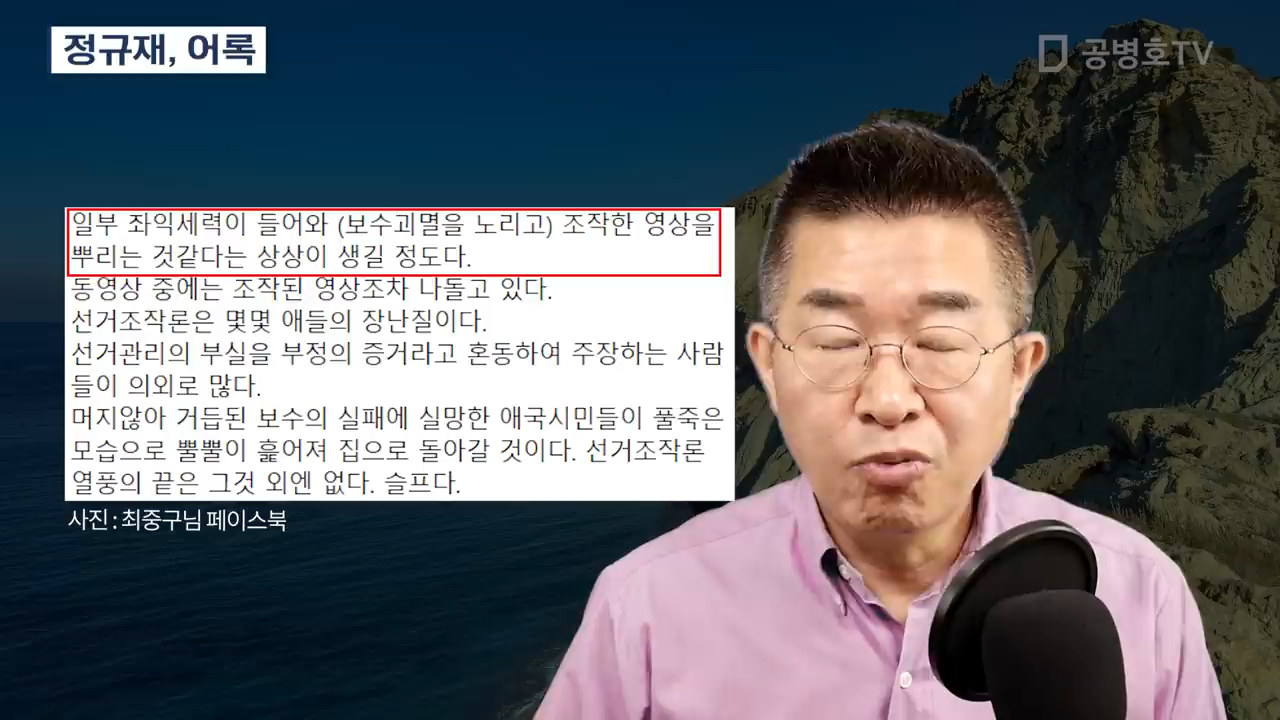 정규재, 어록
공병호TV
일부 좌익세력이 들어와 (보수괴멸을 노리고) 조작한 영상을
뿌리는 것같다는 상상이 생길 정도다.
동영상 중에는 조작된 영상조차 나돌고 있다.
선거조작론은 몇몇 애들의 장난질이다.
선거관리의 부실을 부정의 증거라고 혼동하여 주장하는 사람
들이 의외로 많다.
머지않아 거듭된 보수의 실패에 실망한 애국시민들이 풀죽은
모습으로 뿔뿔이 흝어져 집으로 돌아갈 것이다. 선거조작론
열풍의 끝은 그것 외엔 없다. 슬프다.
사진 : 최중구님 페이스북